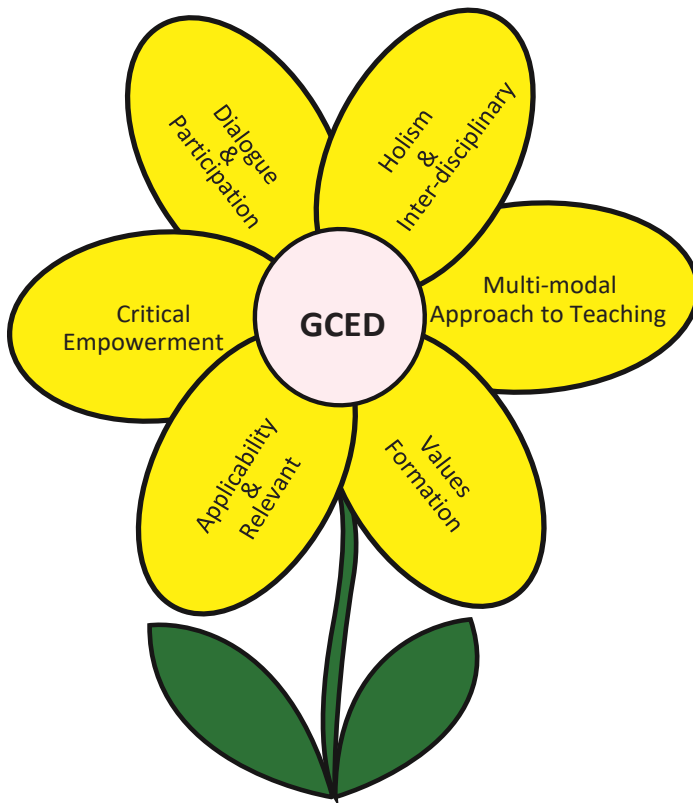 Dialogue
&
Participation
Holism
&
Inter-disciplinary
Critical
Empowerment
GCED
Multi-modal
Approach to Teaching
Applicability
&
Relevant
Values
Formation